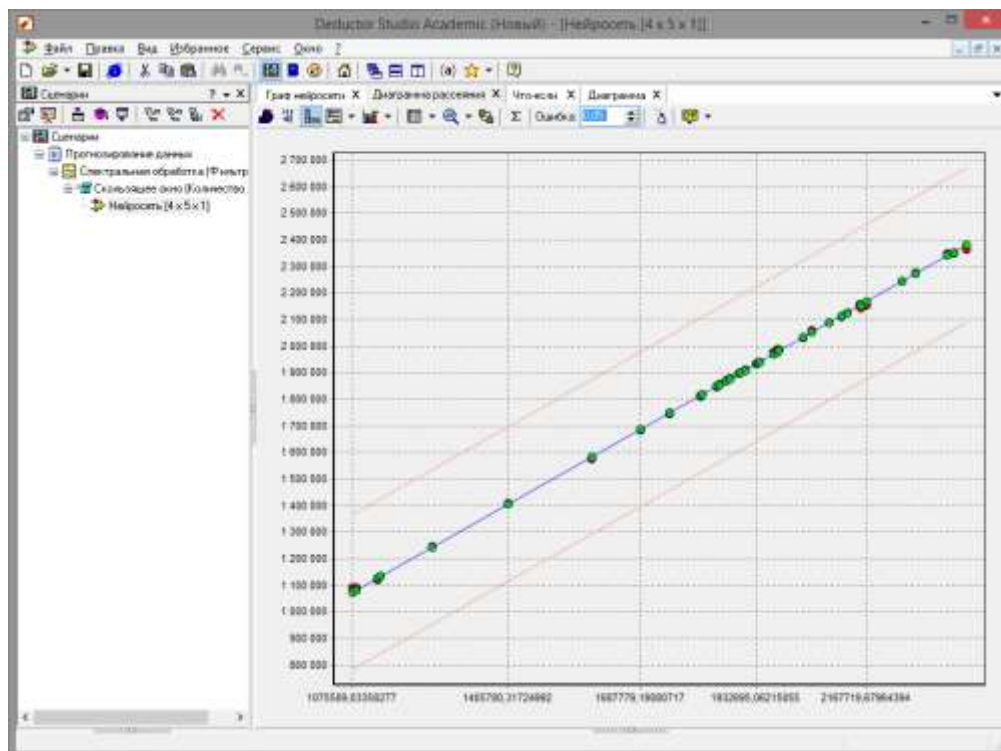 Deductor Studio Academic (Новый) - [Нейросеть [4 x 5 x 1]]
Файл Правка Вид Избранное Сервис Окно ?
Сценарии
Граф нейросети X Диаграмма рассеяния X Что-если X Диаграмма X
Σ Ошибка:
Сценарии
Прогнозирование данных
Спектральная обработка (Фильтр
Скользящее окно (Количество
Нейросеть [4 x 5 x 1]
2 700 000
2 600 000
2 500 000
2 400 000
2 300 000
2 200 000
2 100 000
2 000 000
1 900 000
1 800 000
1 700 000
1 600 000
1 500 000
1 400 000
1 300 000
1 200 000
1 100 000
1 000 000
900 000
800 000